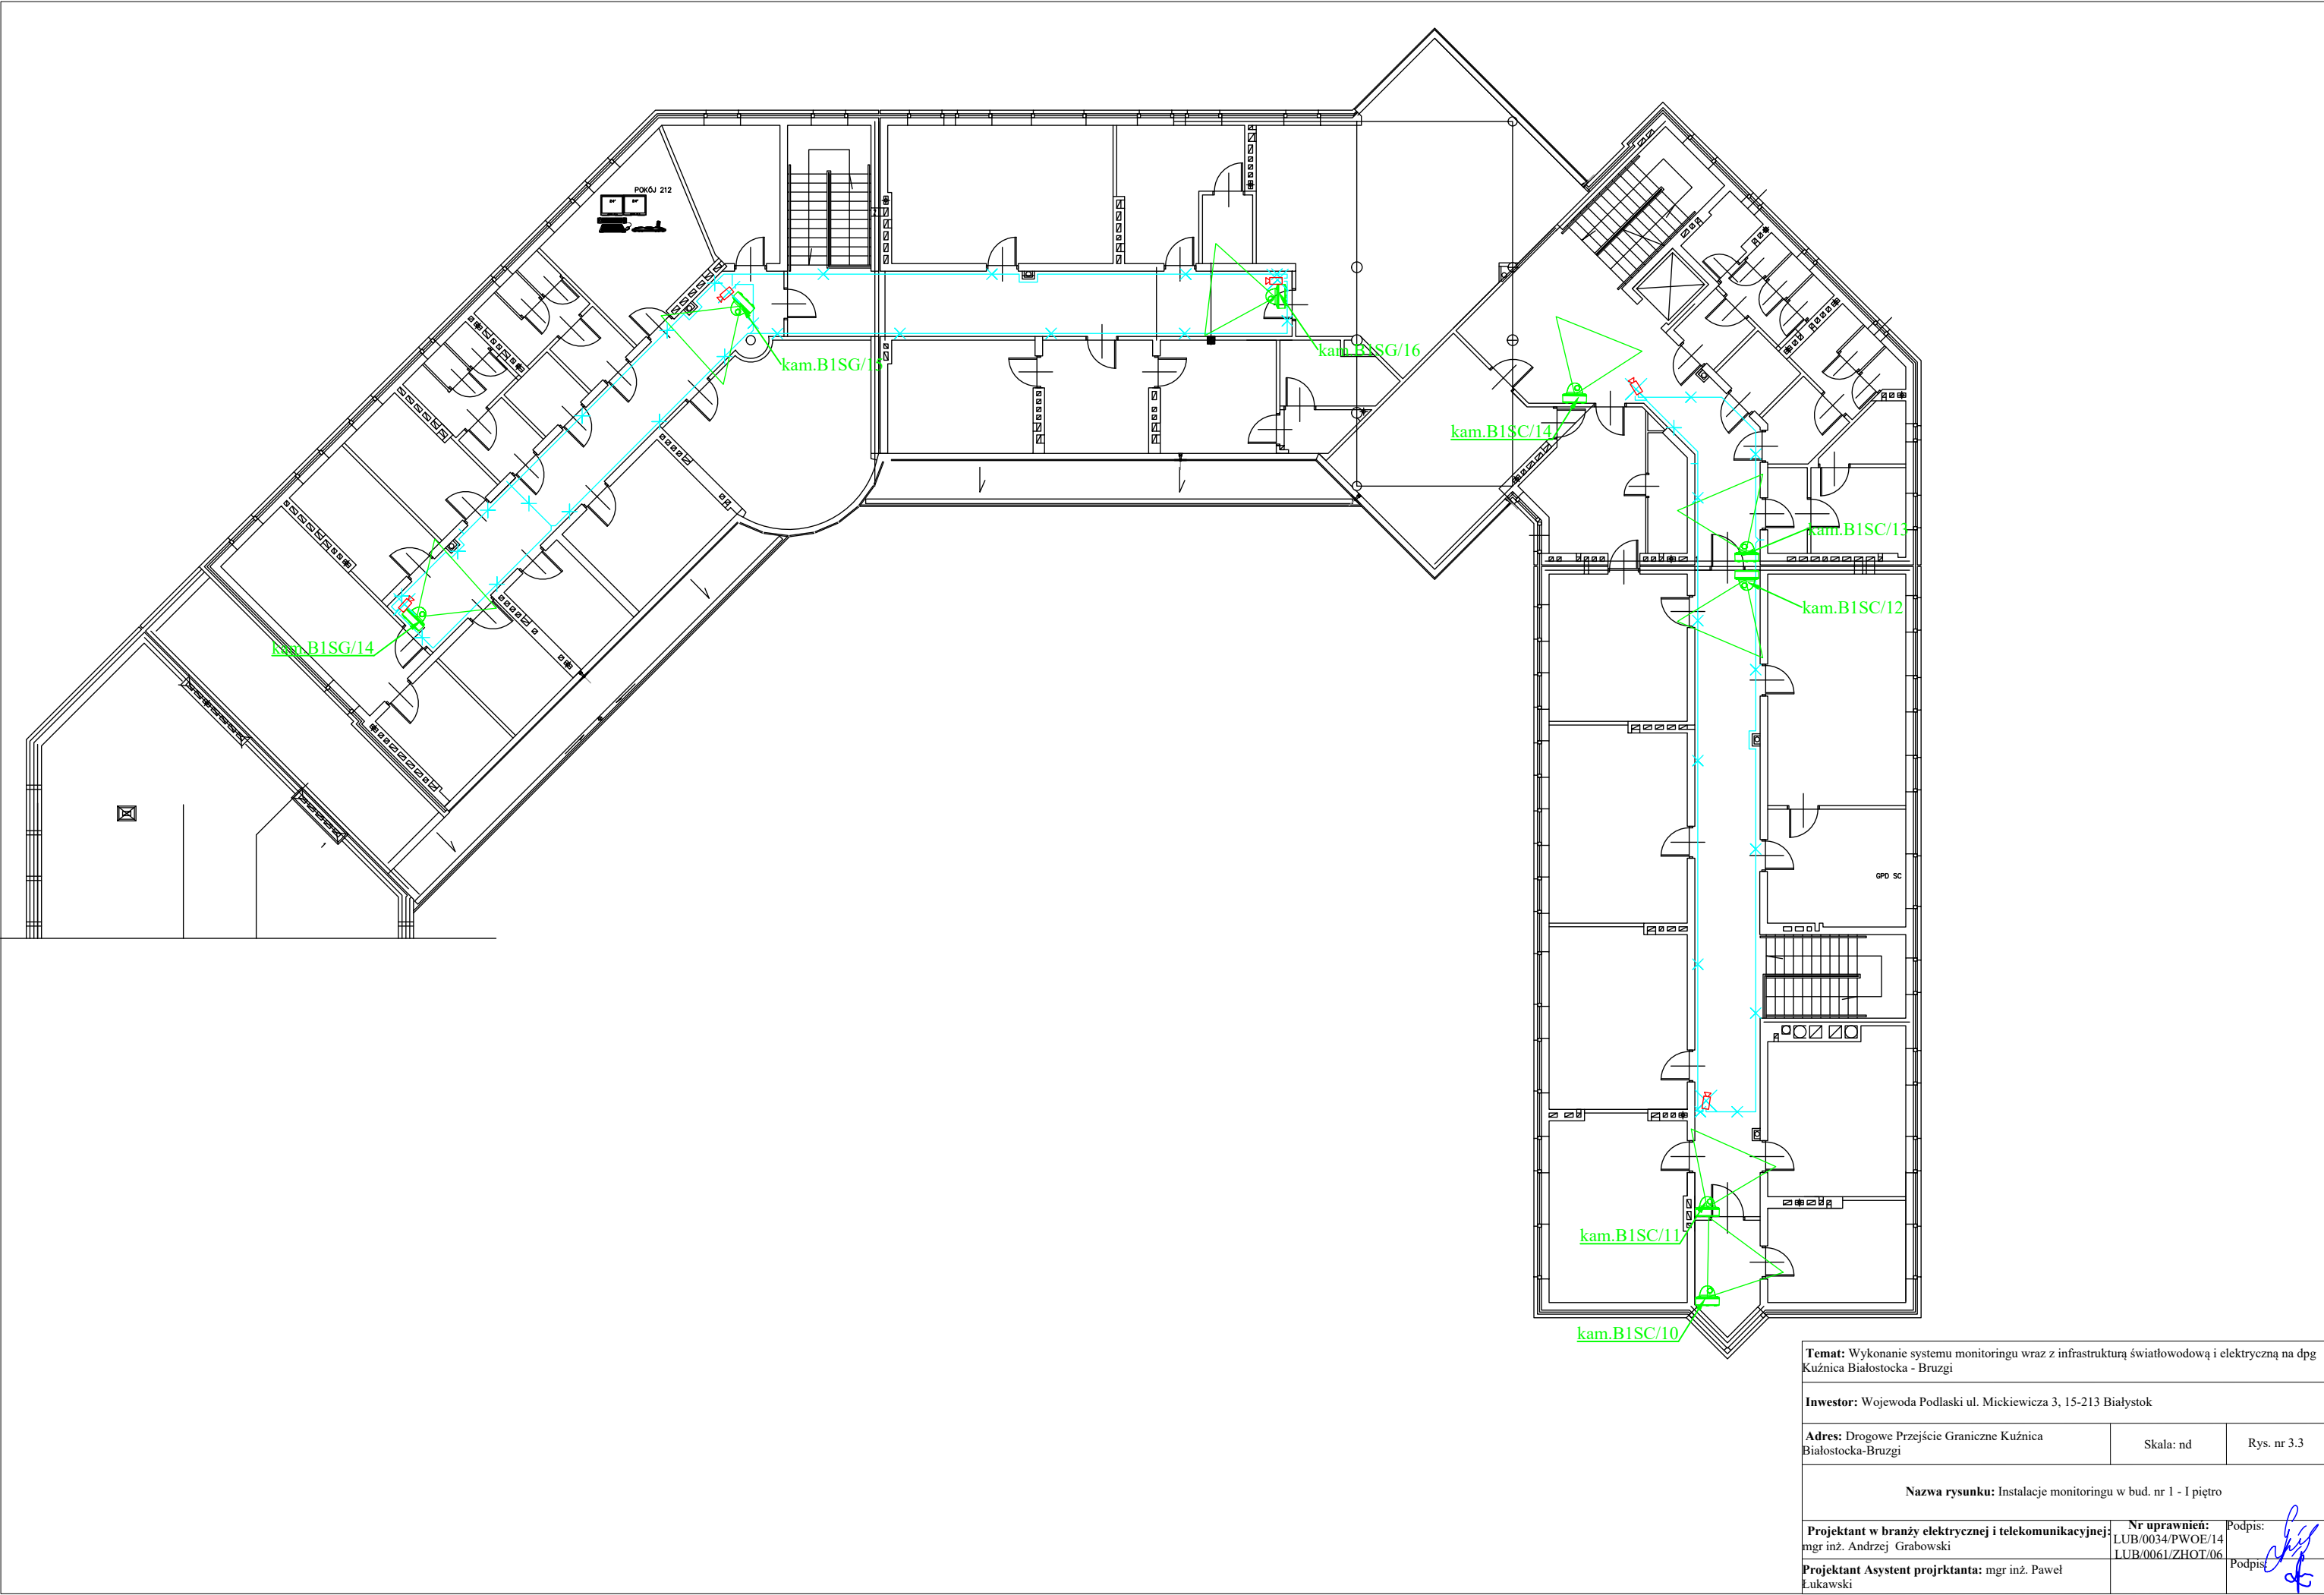 POKÓJ 212
24" 24"
kam.B1SG/15
kam.B1SG/16
kam.B1SC/14
kam.B1SC/13
kam.B1SC/12
kam.B1SG/14
GPD SC
kam.B1SC/11
kam.B1SC/10
Temat: Wykonanie systemu monitoringu wraz z infrastrukturą światłowodową i elektryczną na dpg
Kuźnica Białostocka - Bruzgi
Inwestor: Wojewoda Podlaski ul. Mickiewicza 3, 15-213 Białystok
Adres: Drogowe Przejście Graniczne Kuźnica
Białostocka-Bruzgi
Skala: nd
Rys. nr 3.3
Nazwa rysunku: Instalacje monitoringu w bud. nr 1 - I piętro
Projektant w branży elektrycznej i telekomunikacyjnej:
mgr inż. Andrzej Grabowski
Nr uprawnień:
LUB/0034/PWOE/14
LUB/0061/ZHOT/06
Podpis:
Projektant Asystent projrktanta: mgr inż. Paweł
Łukawski
Podpis: